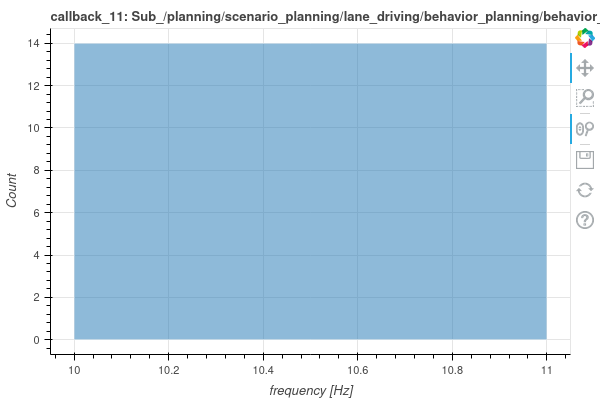 callback_11: Sub_/planning/scenario_planning/lane_driving/behavior_planning/behavior_
14
12
10
8
6
4
2
0
Count
10 10.2 10.4 10.6 10.8 11
frequency [Hz]